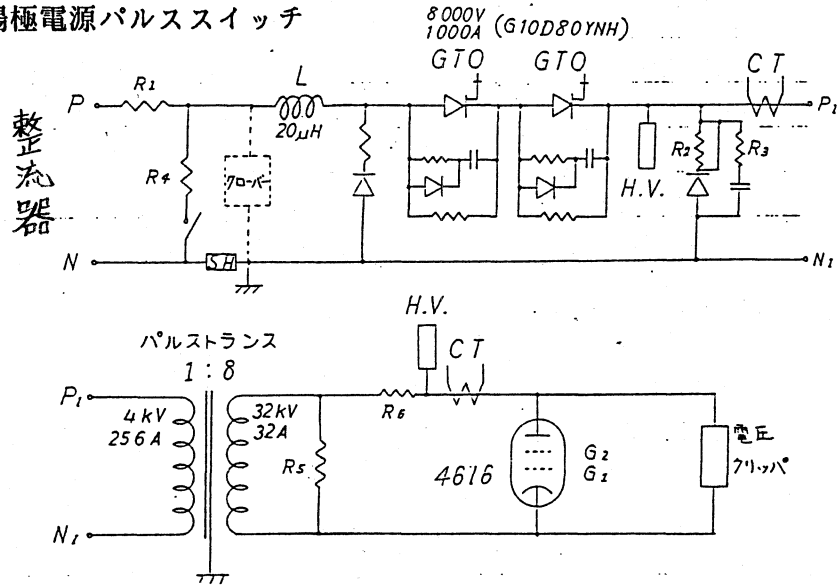 陽極電源パルススイッチ
8000V
1000A (G10D80YNH)
GTO GTO CT
P R1 L P1
20μH
整流器
R4 クローバー R2 R3
H.V.
N SH N1
パルストランス
1:8
H.V.
CT
P1 4kV 32kV R6
256A 32A
R5 4616 G2
G1
電圧
クリッパ
N1